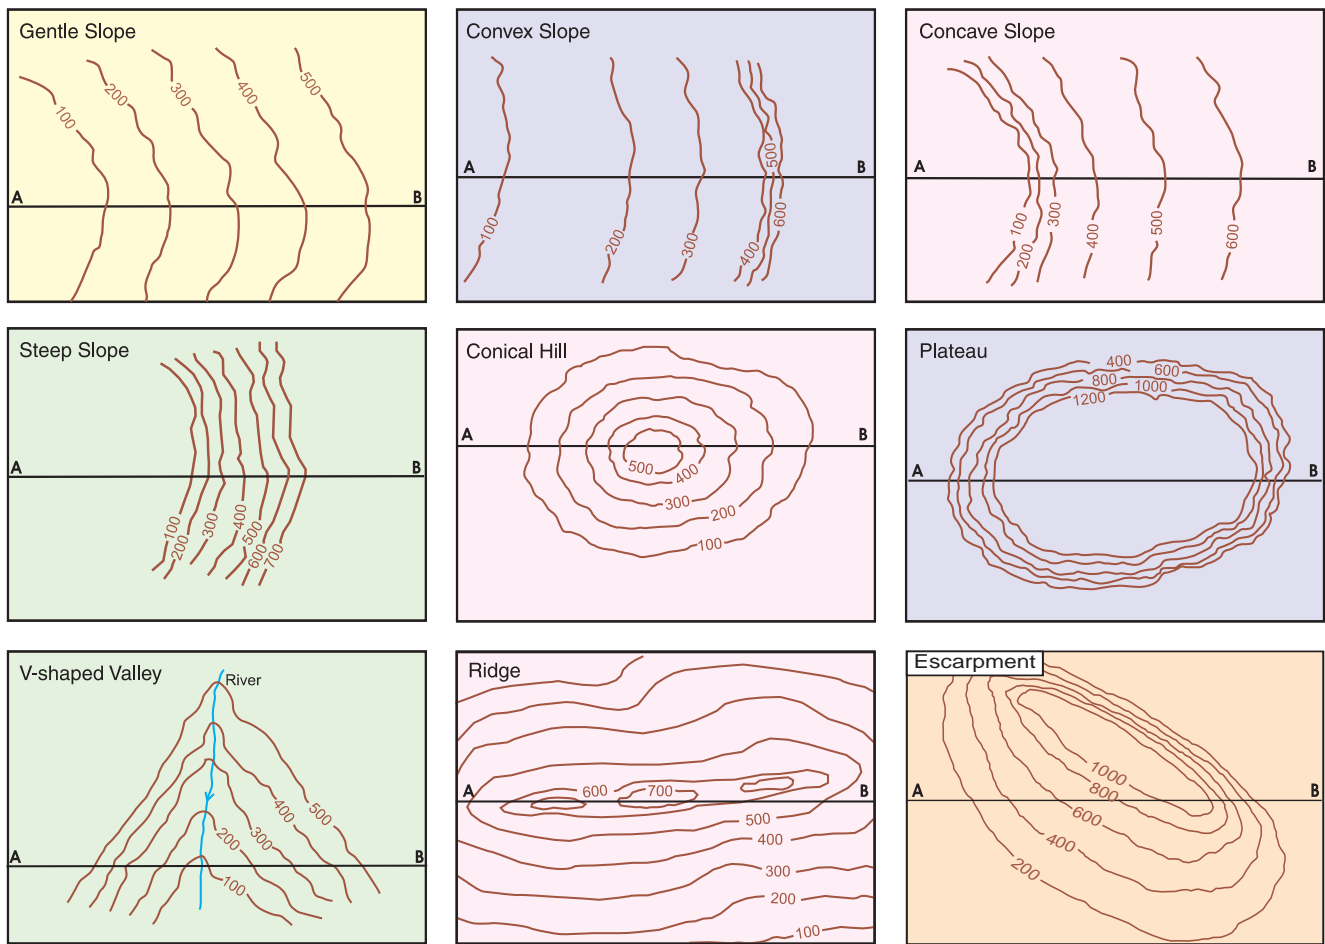 Gentle Slope
100
200
300
400
500
A
B
Convex Slope
500
A
B
100
200
300
400
600
Concave Slope
A
B
100
200
300
400
500
600
Steep Slope
A
B
100
200
300
400
500
600
700
Conical Hill
A
B
500
400
300
200
100
Plateau
400
600
800
1000
1200
A
B
V-shaped Valley
River
500
400
300
200
100
A
B
Ridge
A
B
600
700
500
400
300
200
100
Escarpment
A
B
1000
800
600
400
200